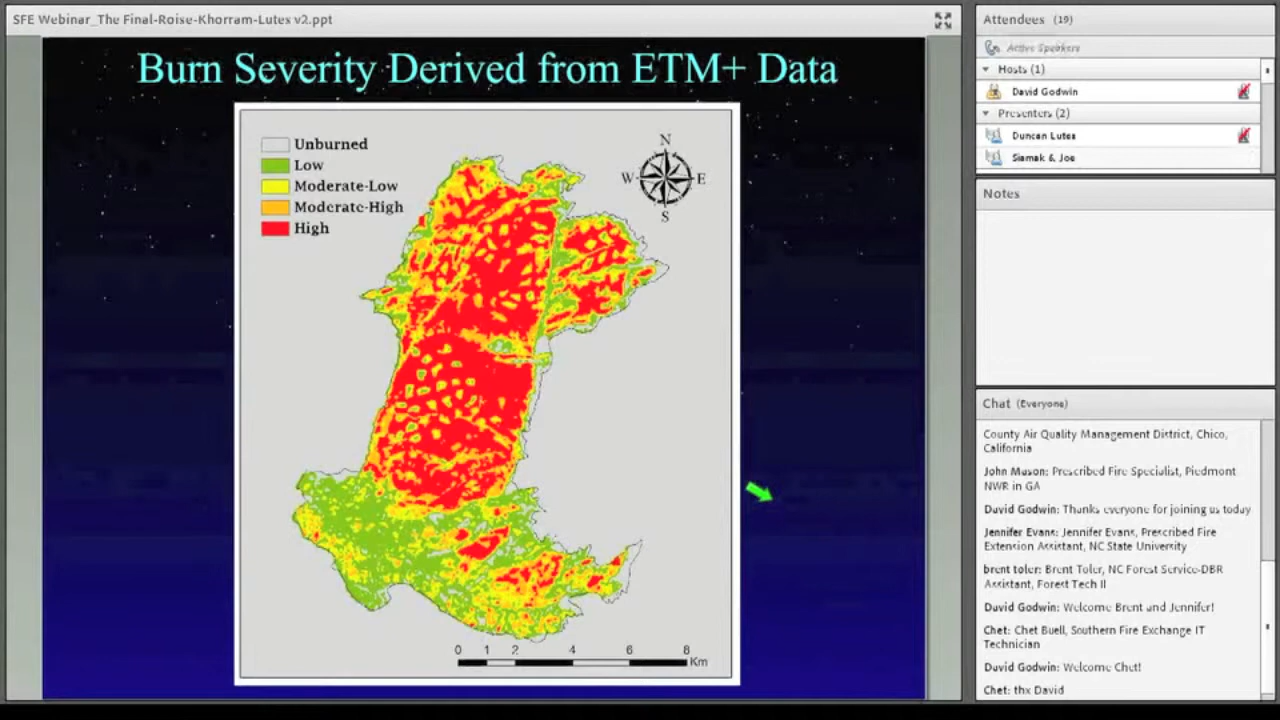 SFE Webinar_The Final-Roise-Khorram-Lutes v2.ppt
Burn Severity Derived from ETM+ Data
Unburned
Low
Moderate-Low
Moderate-High
High
N
W
E
S
0 1 2 4 6 8
Km
Attendees (19)
Active Speakers
Hosts (1)
David Godwin
Presenters (2)
Duncan Lutes
Siamak & Joe
Notes
Chat (Everyone)
County Air Quality Management District, Chico,
California
John Mason: Prescribed Fire Specialist, Piedmont
NWR in GA
David Godwin: Thanks everyone for joining us today
Jennifer Evans: Jennifer Evans, Prescribed Fire
Extension Assistant, NC State University
brent toler: Brent Toler, NC Forest Service-DBR
Assistant, Forest Tech II
David Godwin: Welcome Brent and Jennifer!
Chet: Chet Buell, Southern Fire Exchange IT
Technician
David Godwin: Welcome Chet!
Chet: thx David